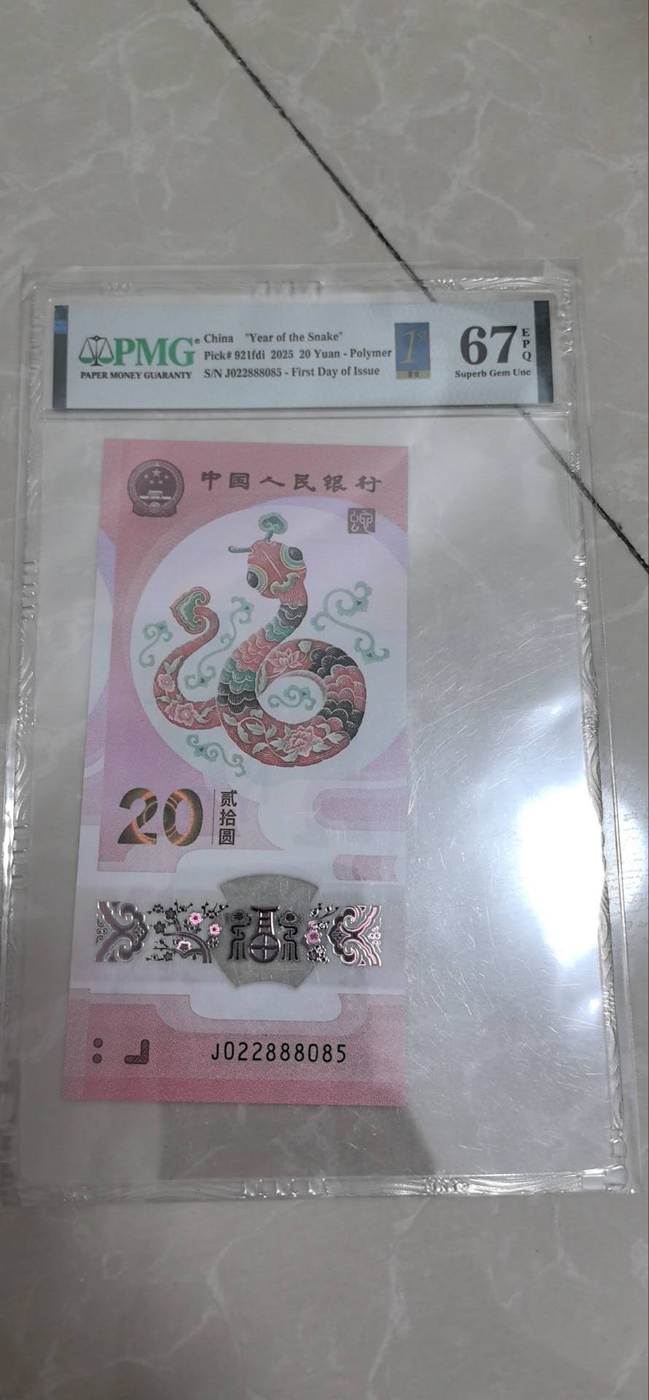 PMG®
PAPER MONEY GUARANTY
China "Year of the Snake"
Pick# 921fdi 2025 20 Yuan - Polymer
S/N J022888085 - First Day of Issue
1st
67 EPQ
Superb Gem Unc
中国人民银行
20 贰拾圆
J022888085